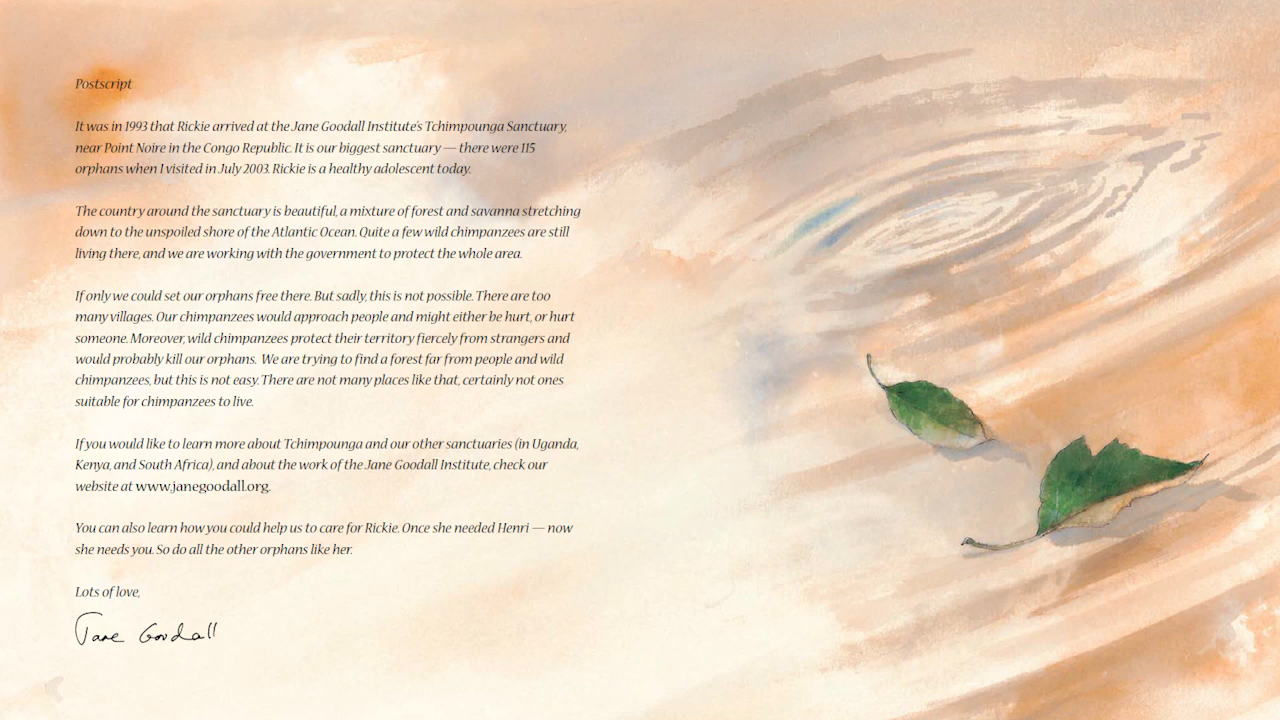 Postscript
It was in 1993 that Rickie arrived at the Jane Goodall Institute's Tchimpounga Sanctuary,
near Point Noire in the Congo Republic. It is our biggest sanctuary — there were 115
orphans when I visited in July 2003. Rickie is a healthy adolescent today.
The country around the sanctuary is beautiful, a mixture of forest and savanna stretching
down to the unspoiled shore of the Atlantic Ocean. Quite a few wild chimpanzees are still
living there, and we are working with the government to protect the whole area.
If only we could set our orphans free there. But sadly, this is not possible. There are too
many villages. Our chimpanzees would approach people and might either be hurt, or hurt
someone. Moreover, wild chimpanzees protect their territory fiercely from strangers and
would probably kill our orphans. We are trying to find a forest far from people and wild
chimpanzees, but this is not easy. There are not many places like that, certainly not ones
suitable for chimpanzees to live.
If you would like to learn more about Tchimpounga and our other sanctuaries (in Uganda,
Kenya, and South Africa), and about the work of the Jane Goodall Institute, check our
website at www.janegoodall.org.
You can also learn how you could help us to care for Rickie. Once she needed Henri — now
she needs you. So do all the other orphans like her.
Lots of love,
Jane Goodall